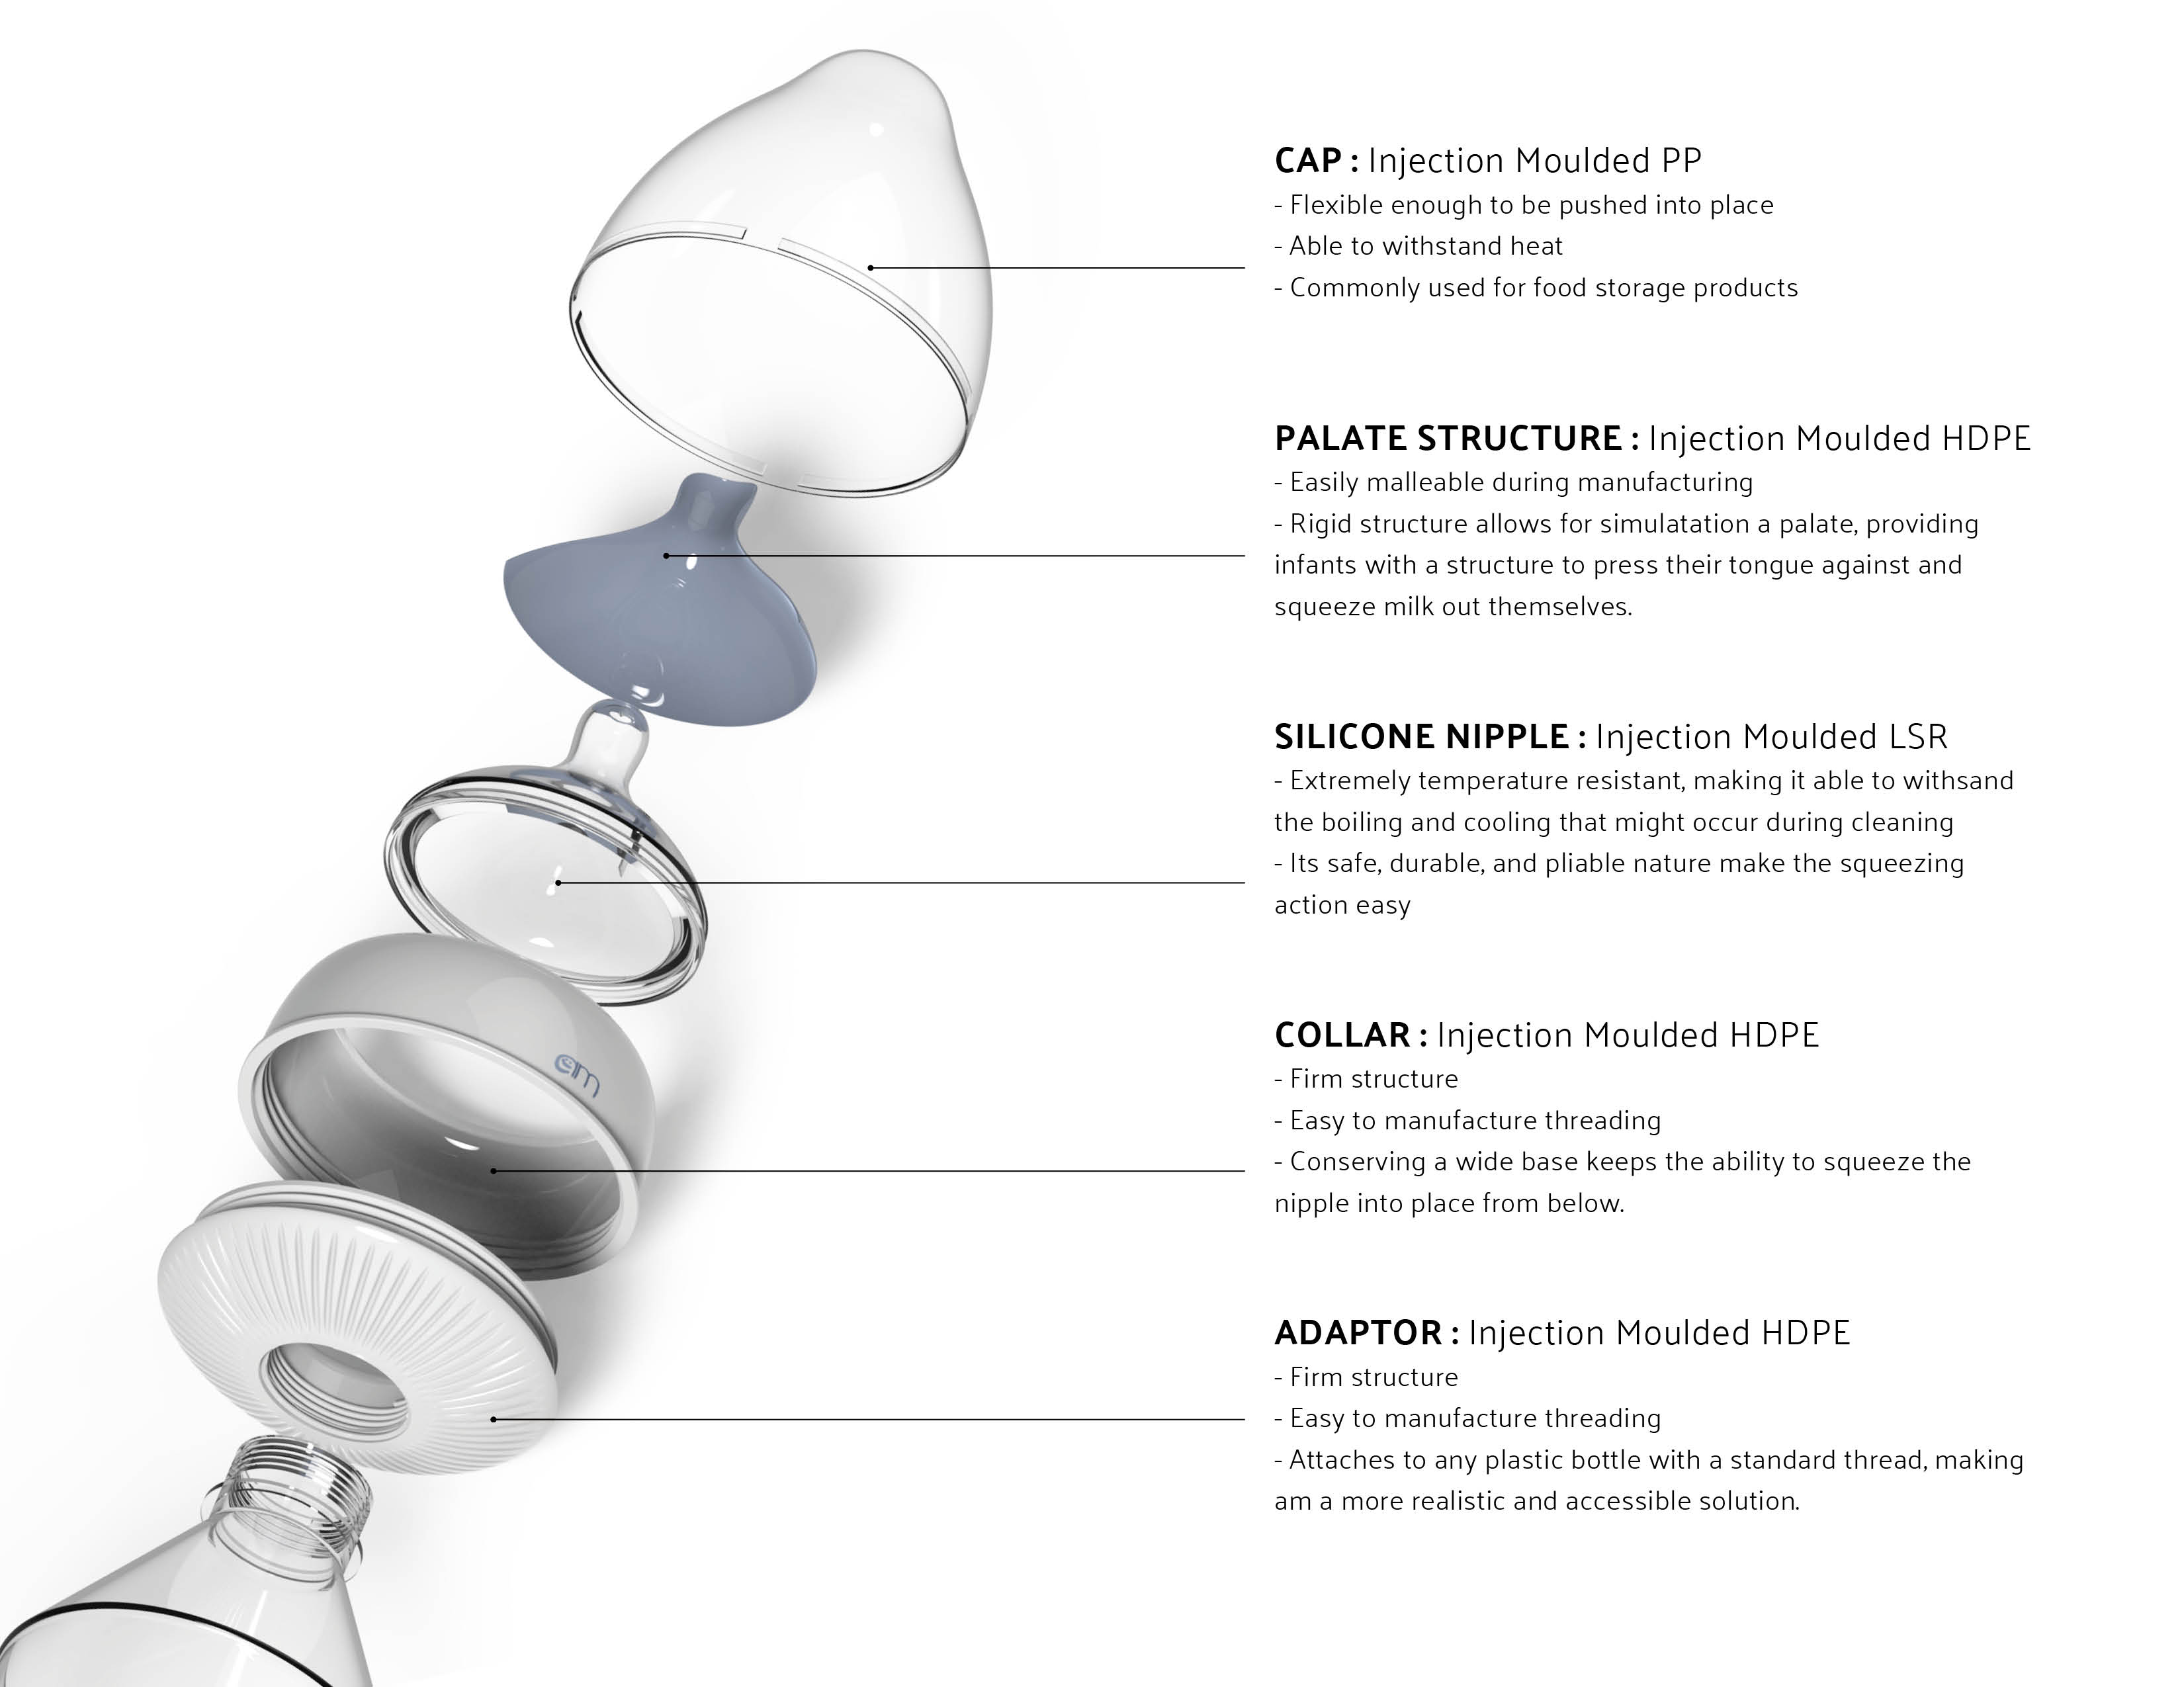 CAP : Injection Moulded PP
- Flexible enough to be pushed into place
- Able to withstand heat
- Commonly used for food storage products
PALATE STRUCTURE : Injection Moulded HDPE
- Easily malleable during manufacturing
- Rigid structure allows for simulatation a palate, providing
infants with a structure to press their tongue against and
squeeze milk out themselves.
SILICONE NIPPLE : Injection Moulded LSR
- Extremely temperature resistant, making it able to withsand
the boiling and cooling that might occur during cleaning
- Its safe, durable, and pliable nature make the squeezing
action easy
am
COLLAR : Injection Moulded HDPE
- Firm structure
- Easy to manufacture threading
- Conserving a wide base keeps the ability to squeeze the
nipple into place from below.
ADAPTOR : Injection Moulded HDPE
- Firm structure
- Easy to manufacture threading
- Attaches to any plastic bottle with a standard thread, making
am a more realistic and accessible solution.